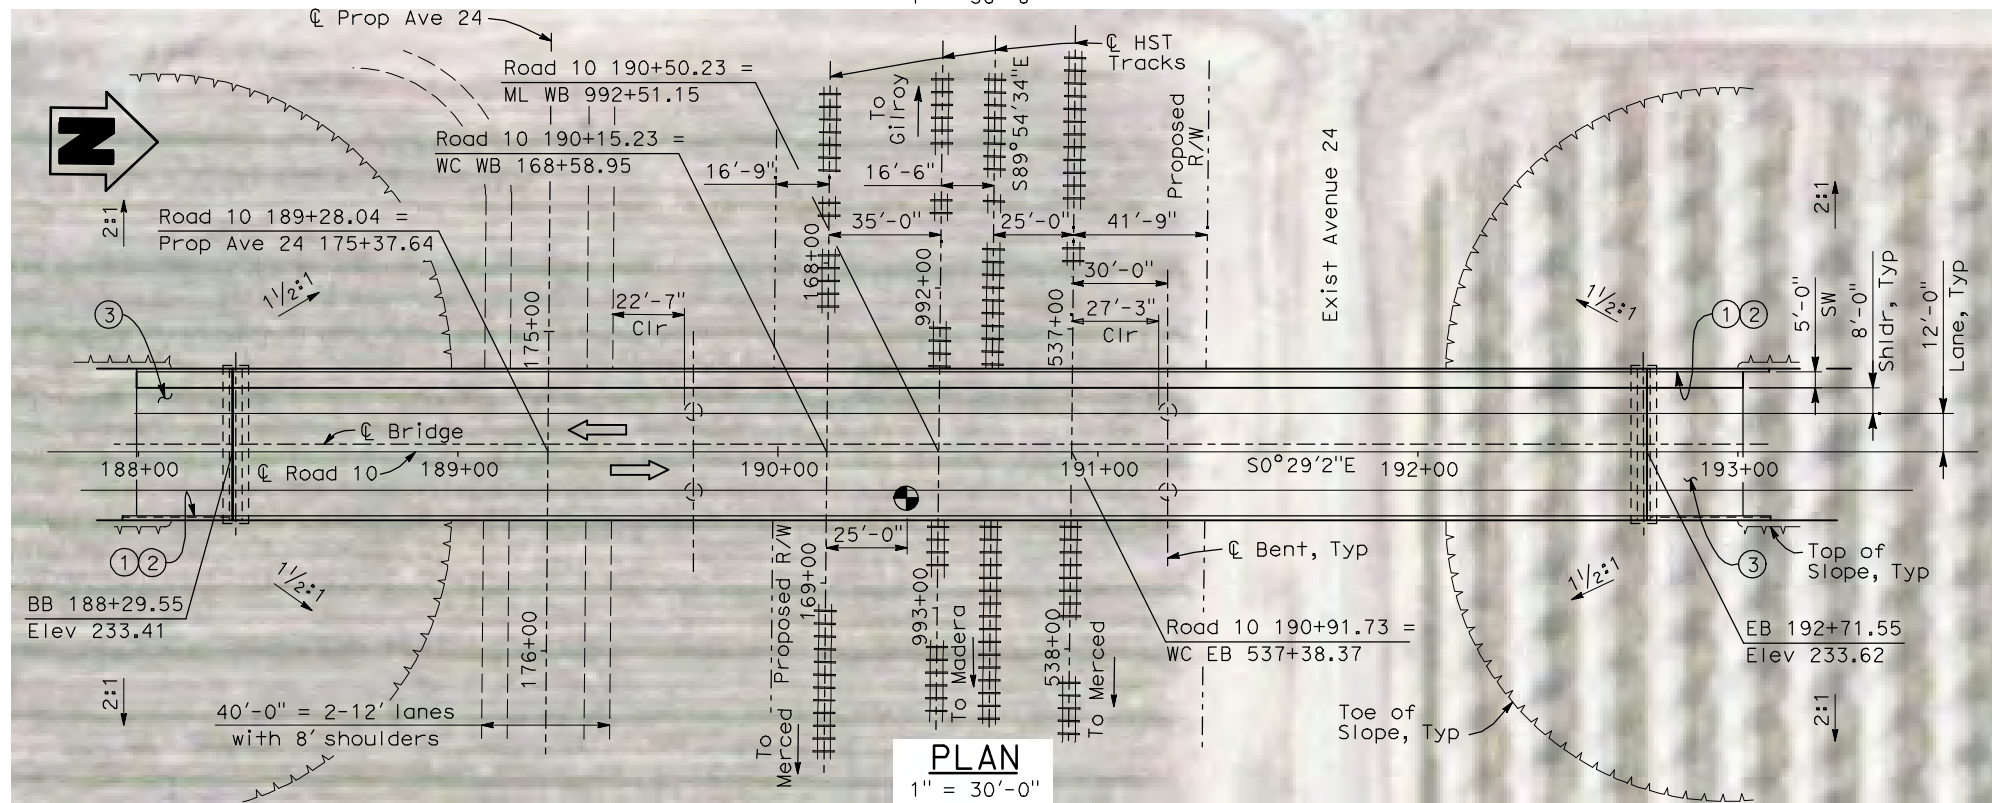 ℄ Prop Ave 24
Road 10 190+50.23 =
ML WB 992+51.15
Road 10 190+15.23 =
WC WB 168+58.95
Road 10 189+28.04 =
Prop Ave 24 175+37.64
℄ HST
Tracks
To
Gilroy
S89°54'34"E
Proposed
R/W
Exist Avenue 24
N
2:1
1½:1
16'-9"
16'-6"
35'-0"
25'-0"
41'-9"
30'-0"
27'-3"
Clr
22'-7"
Clr
175+00
168+00
992+00
537+00
1½:1
2:1
5'-0"
SW
8'-0"
Shldr, Typ
12'-0"
Lane, Typ
3
1 2
℄ Bridge
℄ Road 10
188+00
189+00
190+00
191+00
S0°29'2"E
192+00
193+00
1 2
BB 188+29.55
Elev 233.41
1½:1
2:1
40'-0" = 2-12' lanes
with 8' shoulders
176+00
Proposed R/W
To
Merced
169+00
25'-0"
993+00
To Madera
538+00
To Merced
℄ Bent, Typ
Road 10 190+91.73 =
WC EB 537+38.37
1½:1
3
Top of
Slope, Typ
EB 192+71.55
Elev 233.62
Toe of
Slope, Typ
2:1
PLAN
1" = 30'-0"